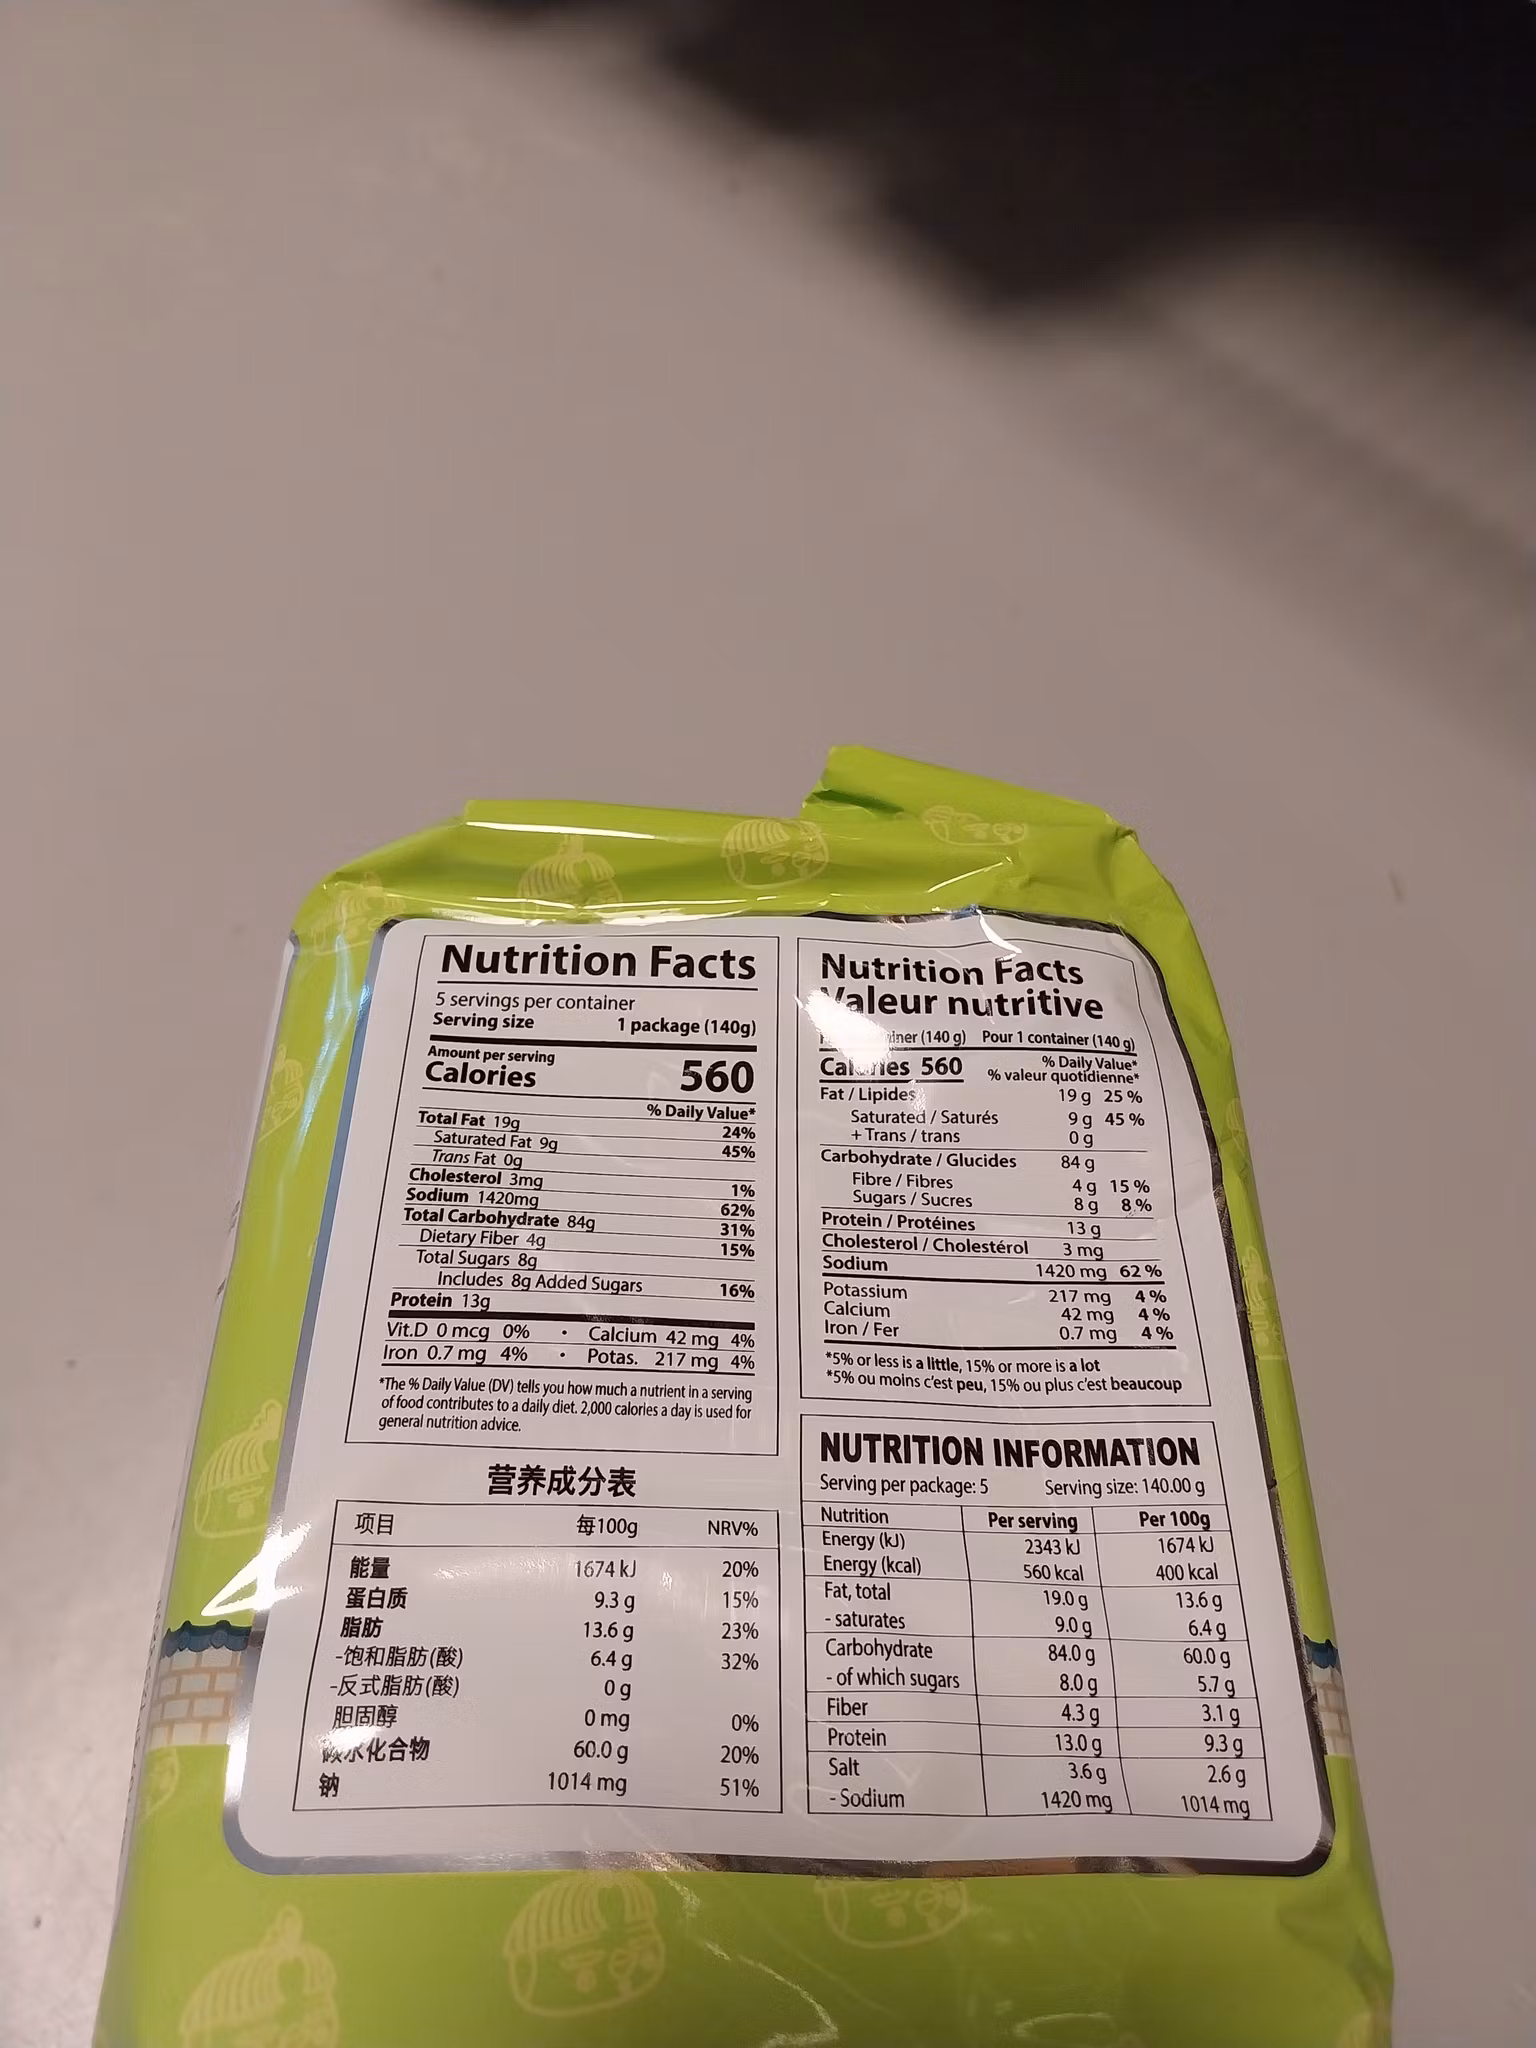 Nutrition Facts
5 servings per container
Serving size 1 package (140g)
Amount per serving
Calories 560
% Daily Value*
Total Fat 19g 24%
Saturated Fat 9g 45%
Trans Fat 0g
Cholesterol 3mg 1%
Sodium 1420mg 62%
Total Carbohydrate 84g 31%
Dietary Fiber 4g 15%
Total Sugars 8g
Includes 8g Added Sugars 16%
Protein 13g
Vit.D 0 mcg 0% • Calcium 42 mg 4%
Iron 0.7 mg 4% • Potas. 217 mg 4%
*The % Daily Value (DV) tells you how much a nutrient in a serving
of food contributes to a daily diet. 2,000 calories a day is used for
general nutrition advice.
营养成分表
项目 每100g NRV%
能量 1674 kJ 20%
蛋白质 9.3 g 15%
脂肪 13.6 g 23%
-饱和脂肪(酸) 6.4 g 32%
-反式脂肪(酸) 0 g
胆固醇 0 mg 0%
碳水化合物 60.0 g 20%
钠 1014 mg 51%
Nutrition Facts
Valeur nutritive
(140 g) Pour 1 container (140 g)
Calories 560 % Daily Value*
% valeur quotidienne*
Fat / Lipides 19 g 25 %
Saturated / Saturés 9 g 45 %
+ Trans / trans 0 g
Carbohydrate / Glucides 84 g
Fibre / Fibres 4 g 15 %
Sugars / Sucres 8 g 8 %
Protein / Protéines 13 g
Cholesterol / Cholestérol 3 mg
Sodium 1420 mg 62 %
Potassium 217 mg 4 %
Calcium 42 mg 4 %
Iron / Fer 0.7 mg 4 %
*5% or less is a little, 15% or more is a lot
*5% ou moins c'est peu, 15% ou plus c'est beaucoup
NUTRITION INFORMATION
Serving per package: 5 Serving size: 140.00 g
Nutrition Per serving Per 100g
Energy (kJ) 2343 kJ 1674 kJ
Energy (kcal) 560 kcal 400 kcal
Fat, total 19.0 g 13.6 g
- saturates 9.0 g 6.4 g
Carbohydrate 84.0 g 60.0 g
- of which sugars 8.0 g 5.7 g
Fiber 4.3 g 3.1 g
Protein 13.0 g 9.3 g
Salt 3.6 g 2.6 g
- Sodium 1420 mg 1014 mg